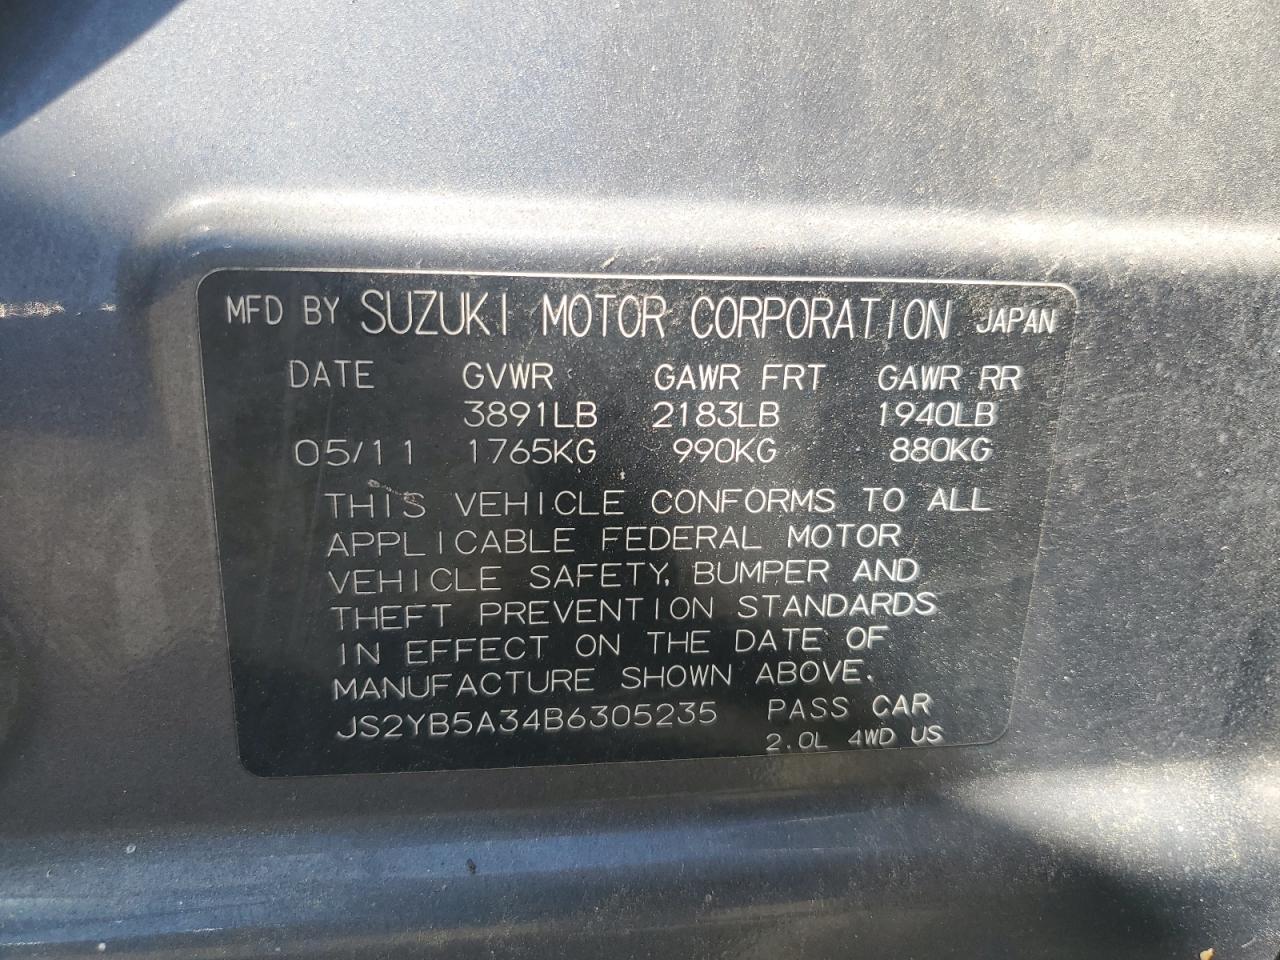 MFD BY SUZUKI MOTOR CORPORATION JAPAN
DATE GVWR GAWR FRT GAWR RR
3891LB 2183LB 1940LB
05/11 1765KG 990KG 880KG
THIS VEHICLE CONFORMS TO ALL
APPLICABLE FEDERAL MOTOR
VEHICLE SAFETY, BUMPER AND
THEFT PREVENTION STANDARDS
IN EFFECT ON THE DATE OF
MANUFACTURE SHOWN ABOVE.
JS2YB5A34B6305235 PASS CAR
2.0L 4WD US